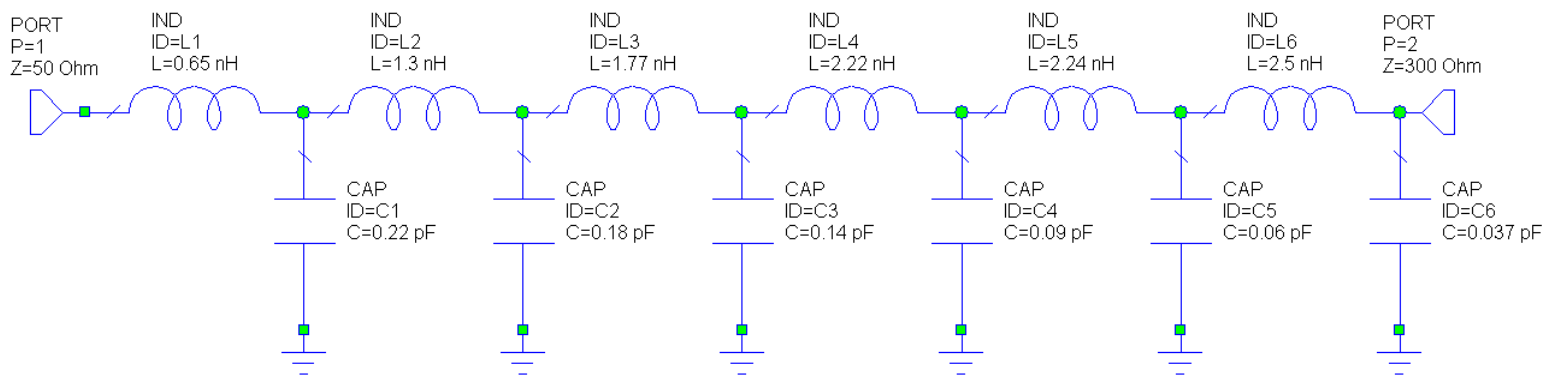 PORT
P=1
Z=50 Ohm
IND
ID=L1
L=0.65 nH
IND
ID=L2
L=1.3 nH
IND
ID=L3
L=1.77 nH
IND
ID=L4
L=2.22 nH
IND
ID=L5
L=2.24 nH
IND
ID=L6
L=2.5 nH
PORT
P=2
Z=300 Ohm
CAP
ID=C1
C=0.22 pF
CAP
ID=C2
C=0.18 pF
CAP
ID=C3
C=0.14 pF
CAP
ID=C4
C=0.09 pF
CAP
ID=C5
C=0.06 pF
CAP
ID=C6
C=0.037 pF